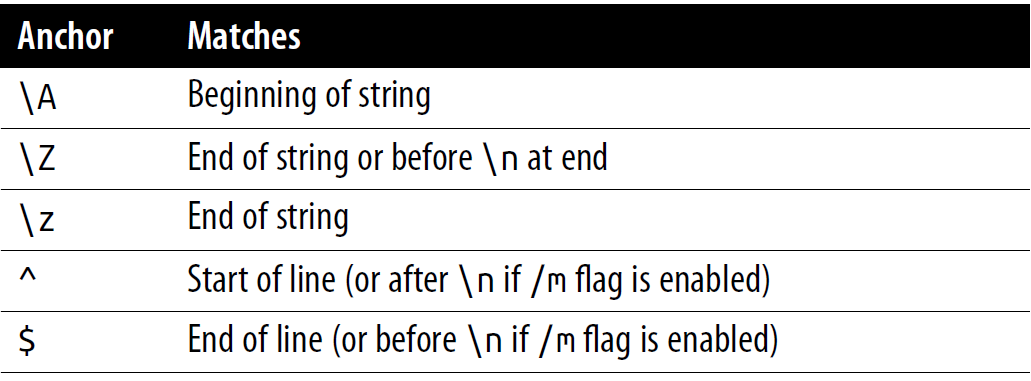 Anchor Matches
\A Beginning of string
\Z End of string or before \n at end
\z End of string
^ Start of line (or after \n if /m flag is enabled)
$ End of line (or before \n if /m flag is enabled)